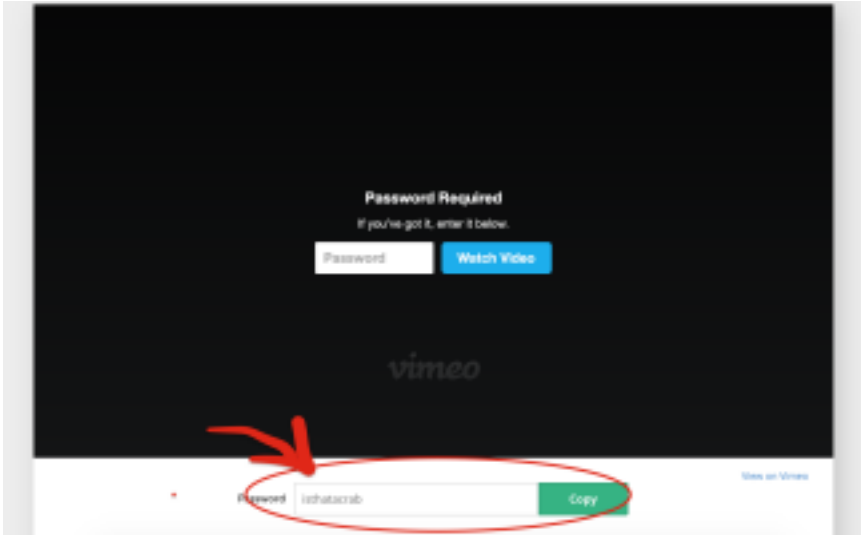 Password Required
If you've got it, enter it below.
Password
Watch Video
vimeo
View on Vimeo
Password
isthatacrab
Copy